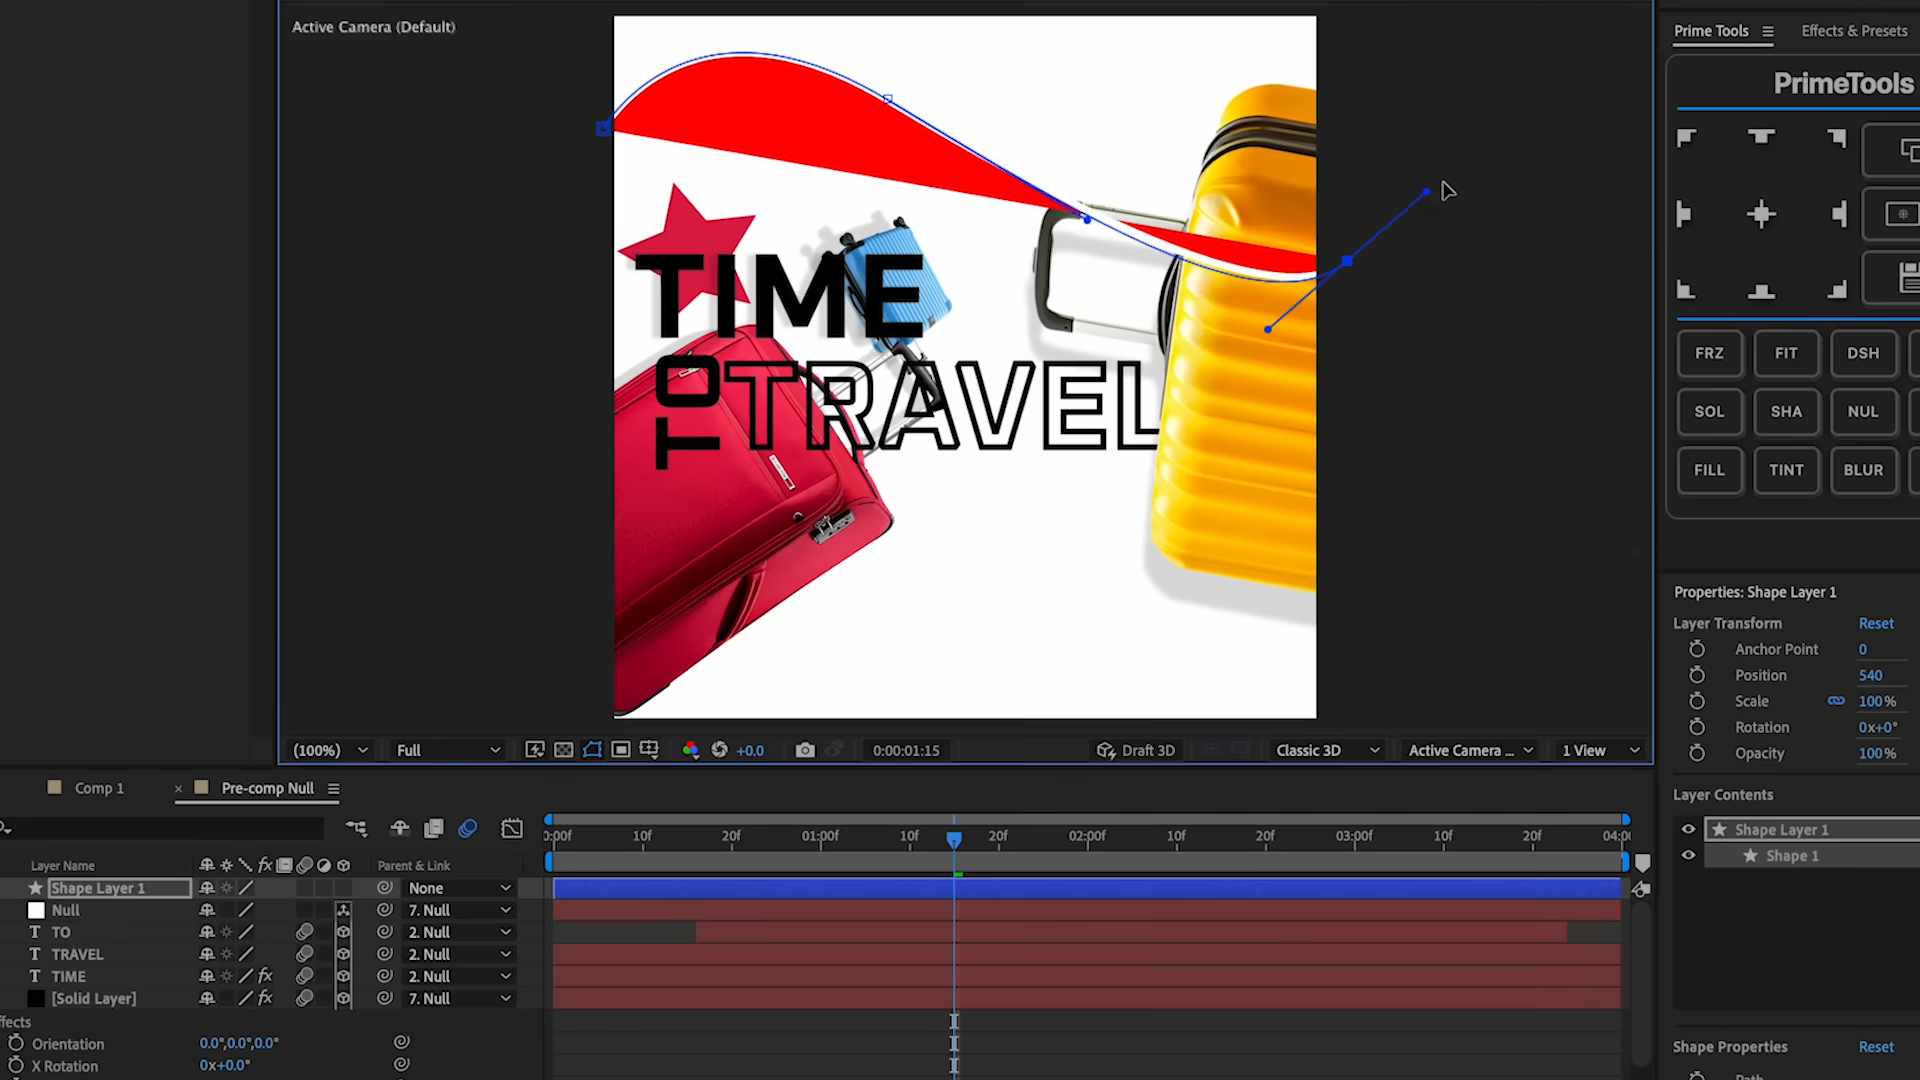 Active Camera (Default)
Prime Tools
Effects & Presets
PrimeTools
TIME
TO
TRAVEL
FRZ
FIT
DSH
SOL
SHA
NUL
FILL
TINT
BLUR
Properties: Shape Layer 1
Layer Transform
Reset
Anchor Point
0
Position
540
Scale
100%
Rotation
0x+0°
Opacity
100%
(100%)
Full
+0.0
0:00:01:15
Draft 3D
Classic 3D
Active Camera ...
1 View
Comp 1
× Pre-comp Null
Layer Contents
Shape Layer 1
Shape 1
0:00f
10f
20f
01:00f
10f
20f
02:00f
10f
20f
03:00f
10f
20f
04:0
Layer Name
fx
Parent & Link
Shape Layer 1
None
Null
7. Null
T TO
2. Null
T TRAVEL
2. Null
T TIME
fx
2. Null
[Solid Layer]
fx
7. Null
ffects
Orientation
0.0°,0.0°,0.0°
X Rotation
0x+0.0°
Shape Properties
Reset